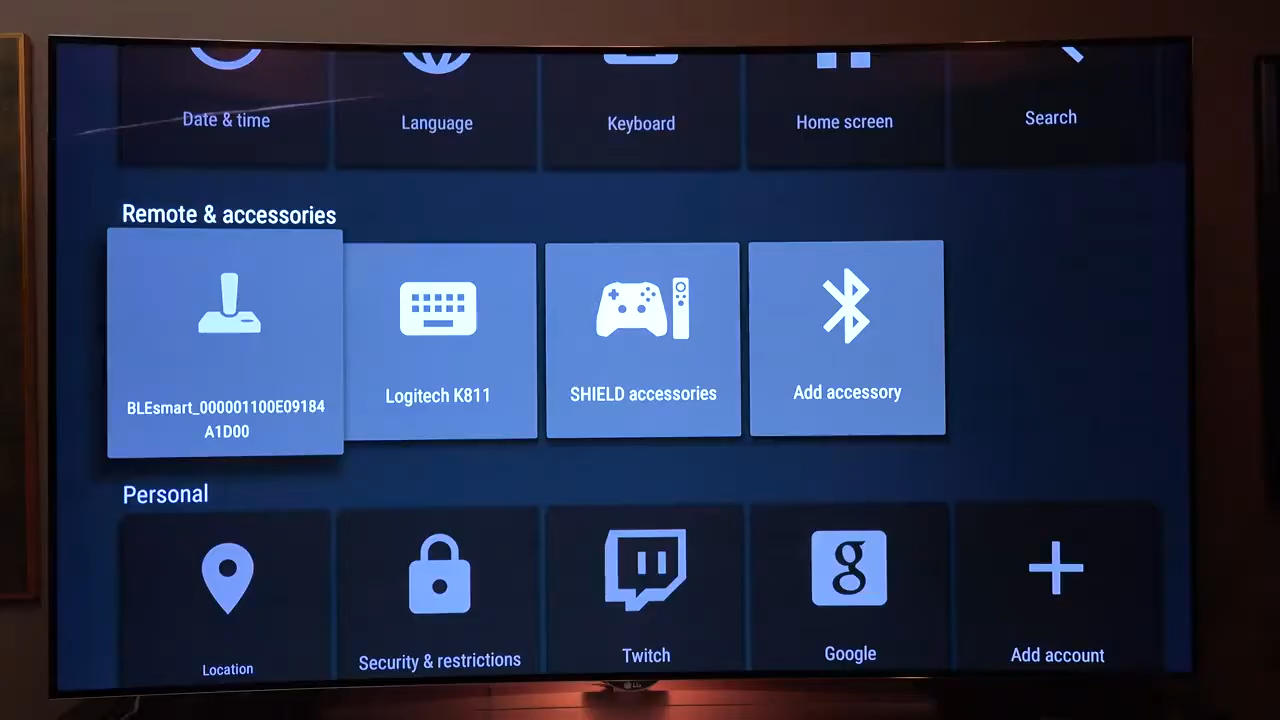 Date & time
Language
Keyboard
Home screen
Search
Remote & accessories
BLEsmart_000001100E09184
A1D00
Logitech K811
SHIELD accessories
Add accessory
Personal
Location
Security & restrictions
Twitch
Google
Add account
LG